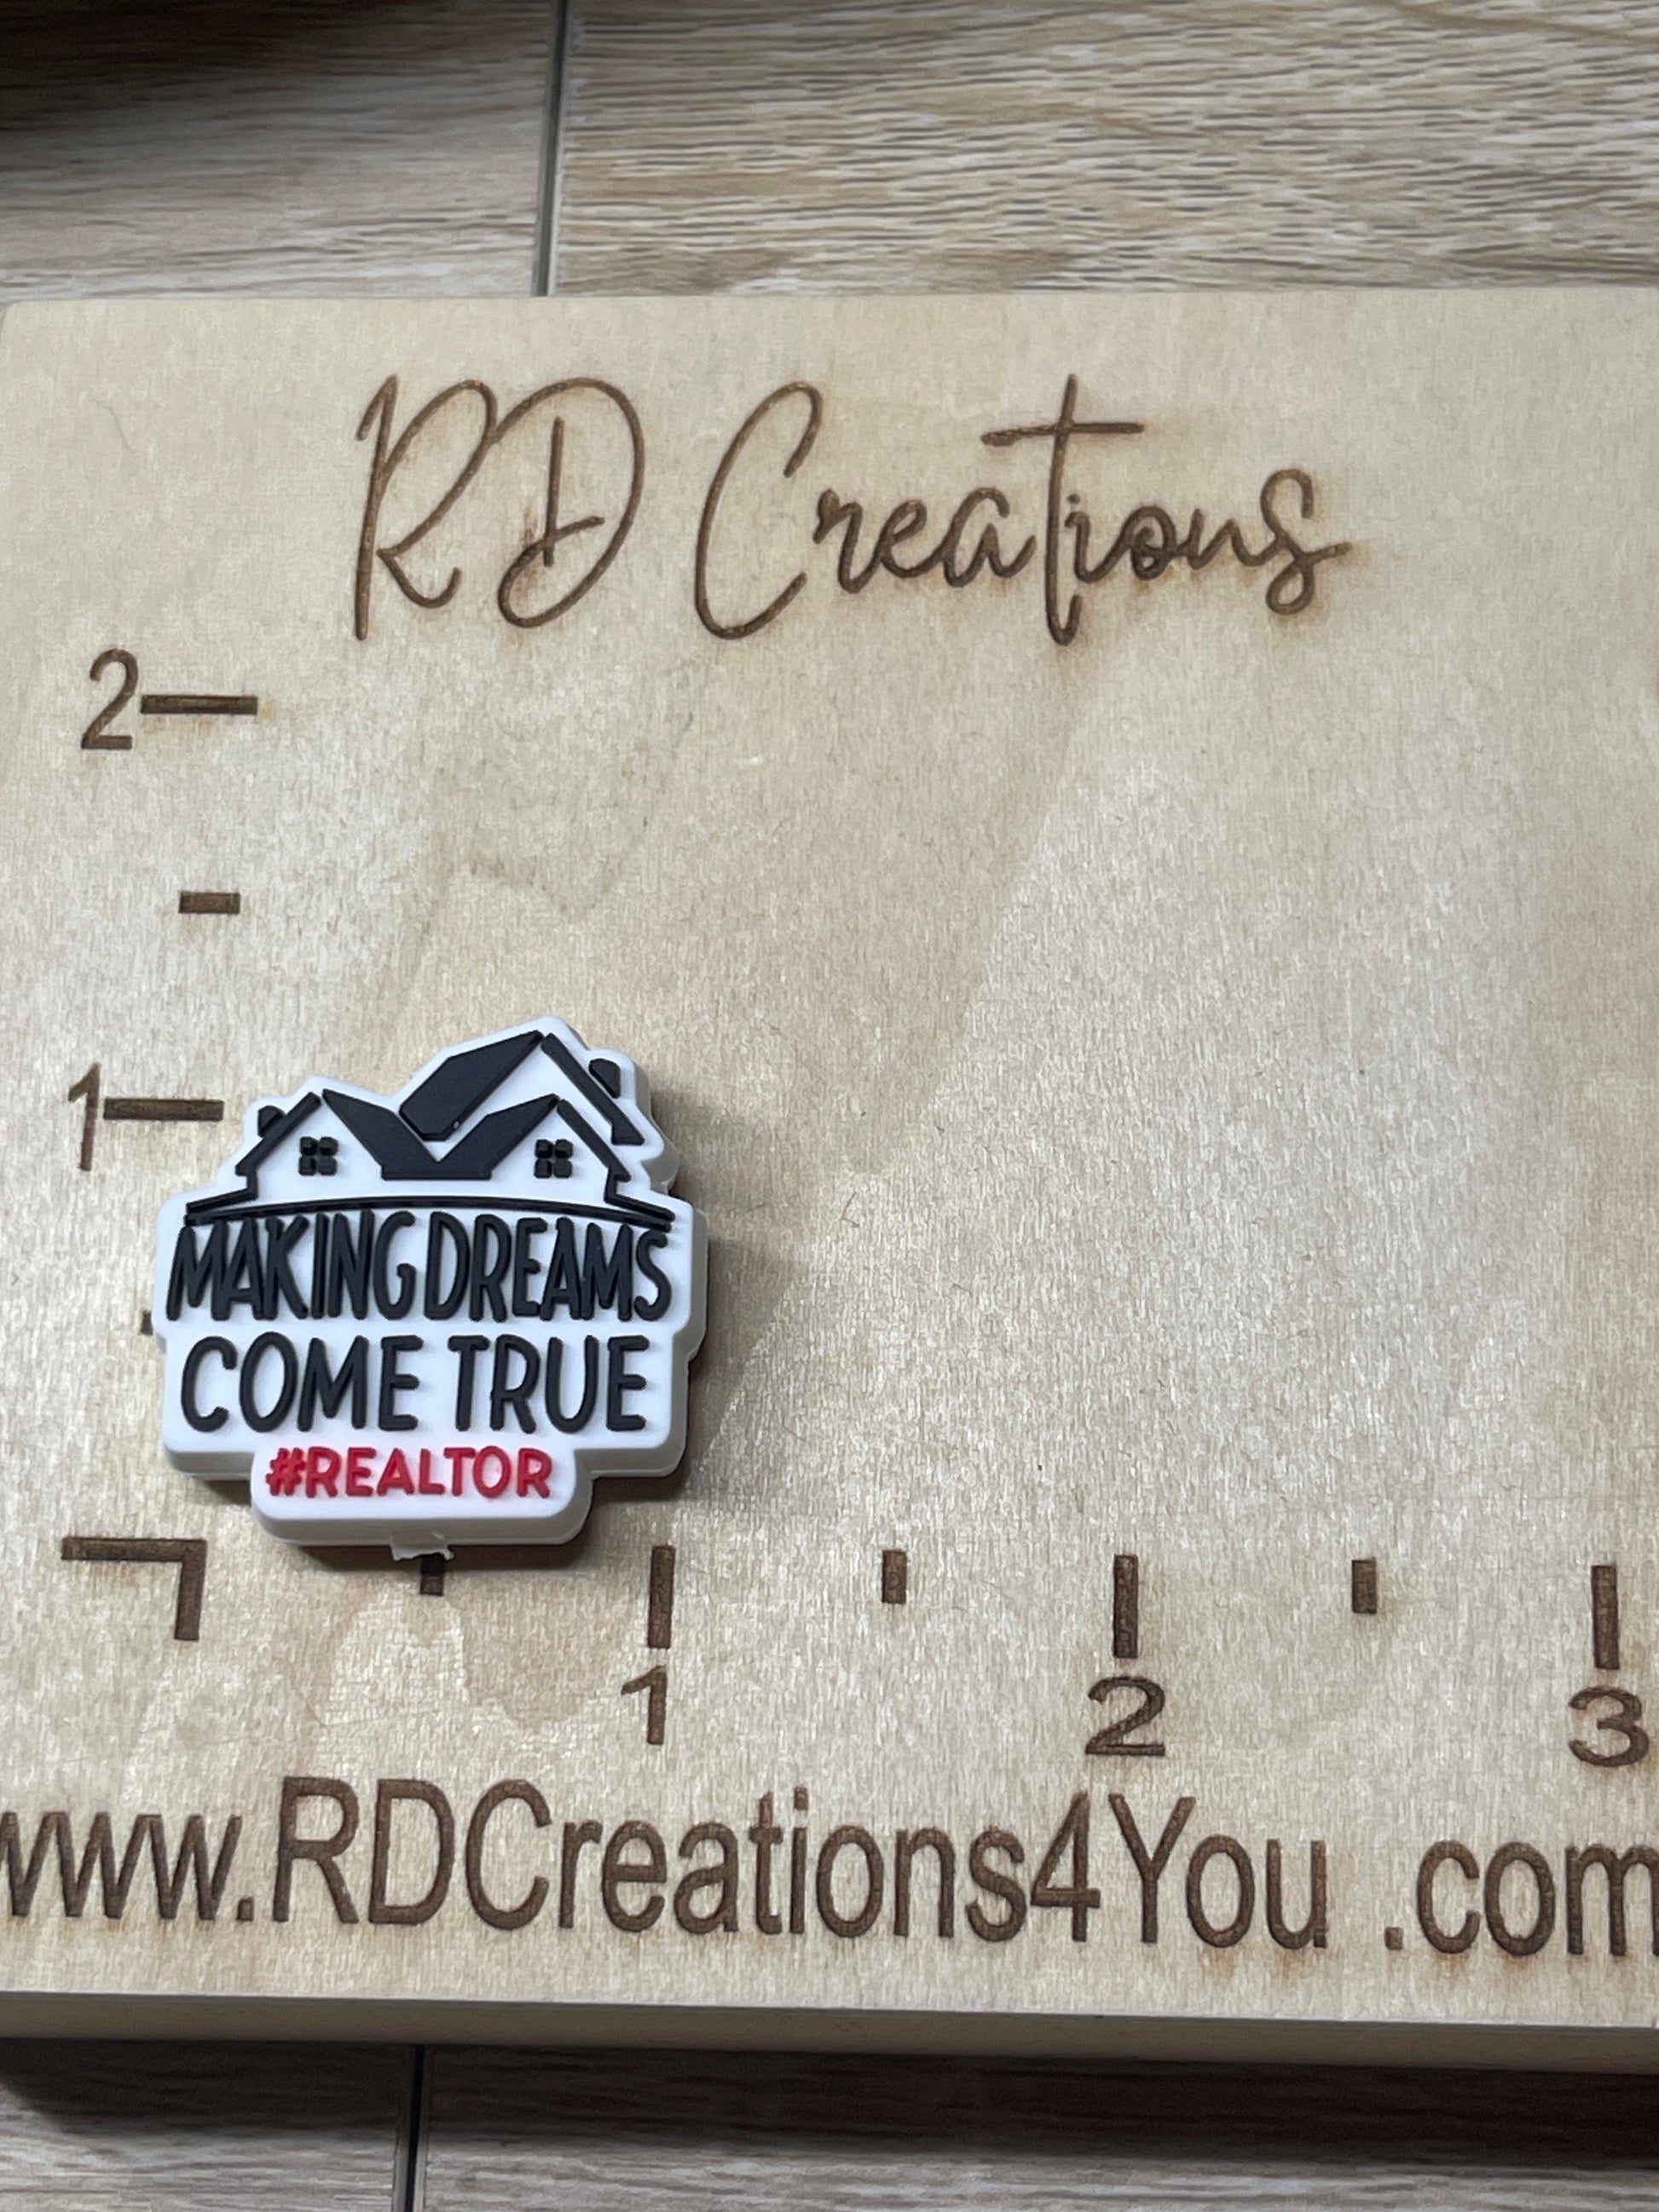 RD Creations
2
1
MAKING DREAMS
COME TRUE
#REALTOR
1 2 3
www.RDCreations4You .com